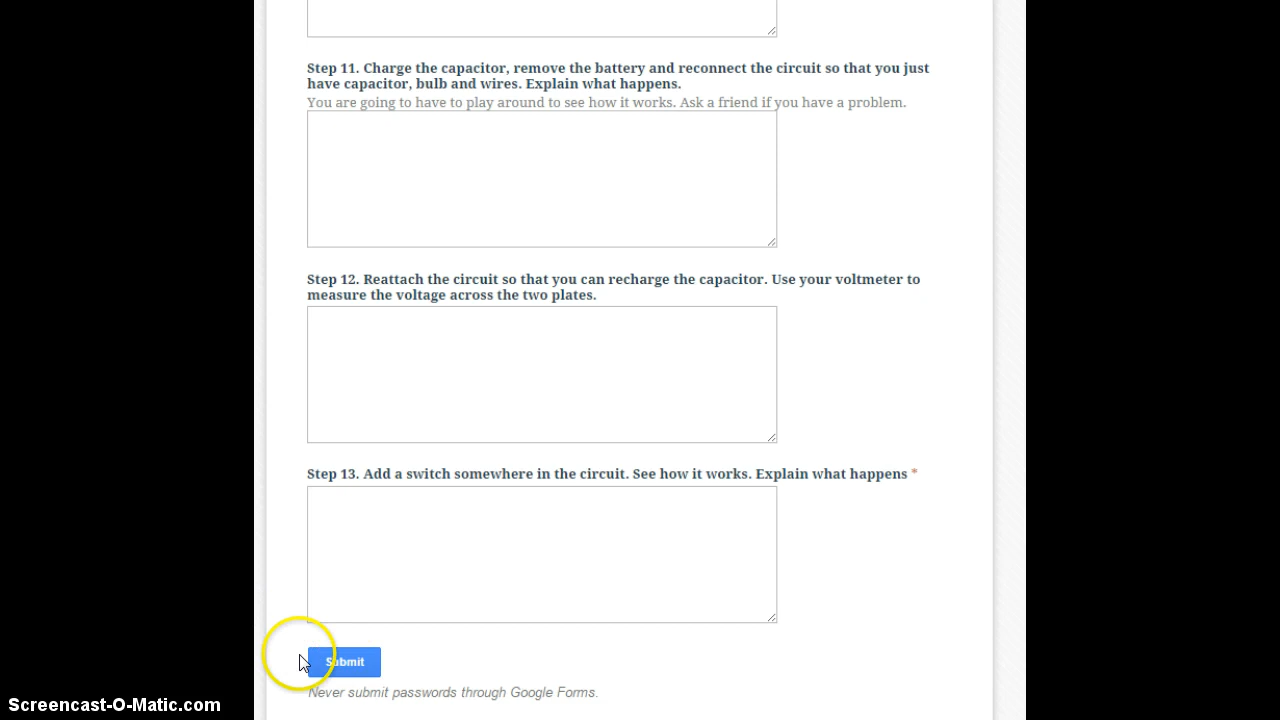 Step 11. Charge the capacitor, remove the battery and reconnect the circuit so that you just
have capacitor, bulb and wires. Explain what happens.
You are going to have to play around to see how it works. Ask a friend if you have a problem.
Step 12. Reattach the circuit so that you can recharge the capacitor. Use your voltmeter to
measure the voltage across the two plates.
Step 13. Add a switch somewhere in the circuit. See how it works. Explain what happens *
Submit
Never submit passwords through Google Forms.
Screencast-O-Matic.com